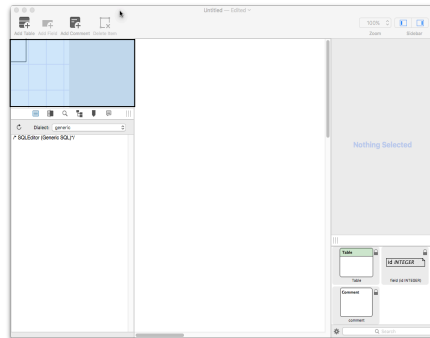 Untitled — Edited
100%
Add Table Add Field Add Comment Delete Item
Zoom Sidebar
Dialect: generic
/* SQLEditor (Generic SQL)*/
Nothing Selected
Table
id INTEGER
Table
field (id INTEGER)
Comment
comment
Search